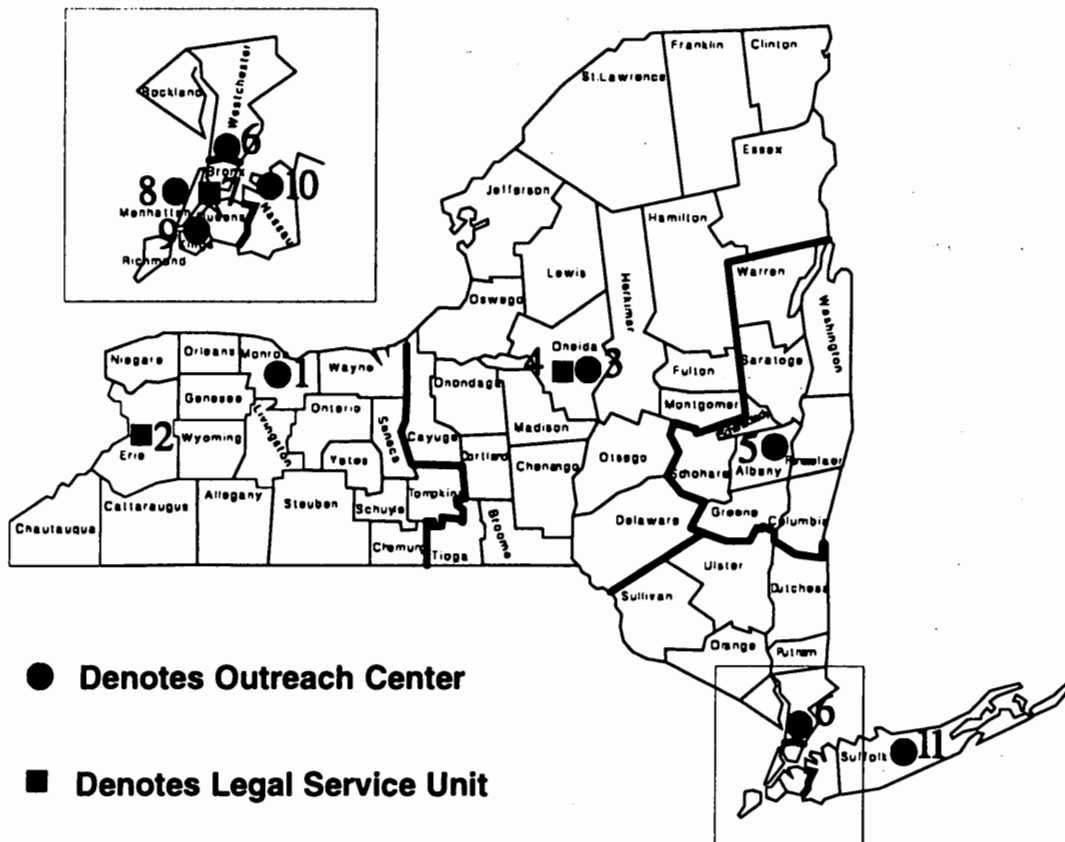 Rockland
Westchester
6
Bronx
8
7
10
Manhattan
Queens
Nassau
9
Kings
Richmond
Franklin
Clinton
St.Lawrence
Essex
Jefferson
Hamilton
Lewis
Herkimer
Warren
Washington
Oswego
Oneida
4
3
Saratoga
Niagara
Orleans
Monroe
1
Wayne
Fulton
Onondaga
Genesee
Ontario
Montgomer
Madison
Livingston
Seneca
Cayuga
Schenectady
2
Wyoming
Erie
Yates
Cortland
Chenango
Otsego
5
Schoharie
Albany
Rensselaer
Allegany
Steuben
Schuyle
Tompkins
Cattaraugus
Chautauqua
Broome
Delaware
Greene
Columbia
Chemung
Tioga
Ulster
Dutchess
Sullivan
Orange
Putnam
Denotes Outreach Center
6
Suffolk
11
Denotes Legal Service Unit